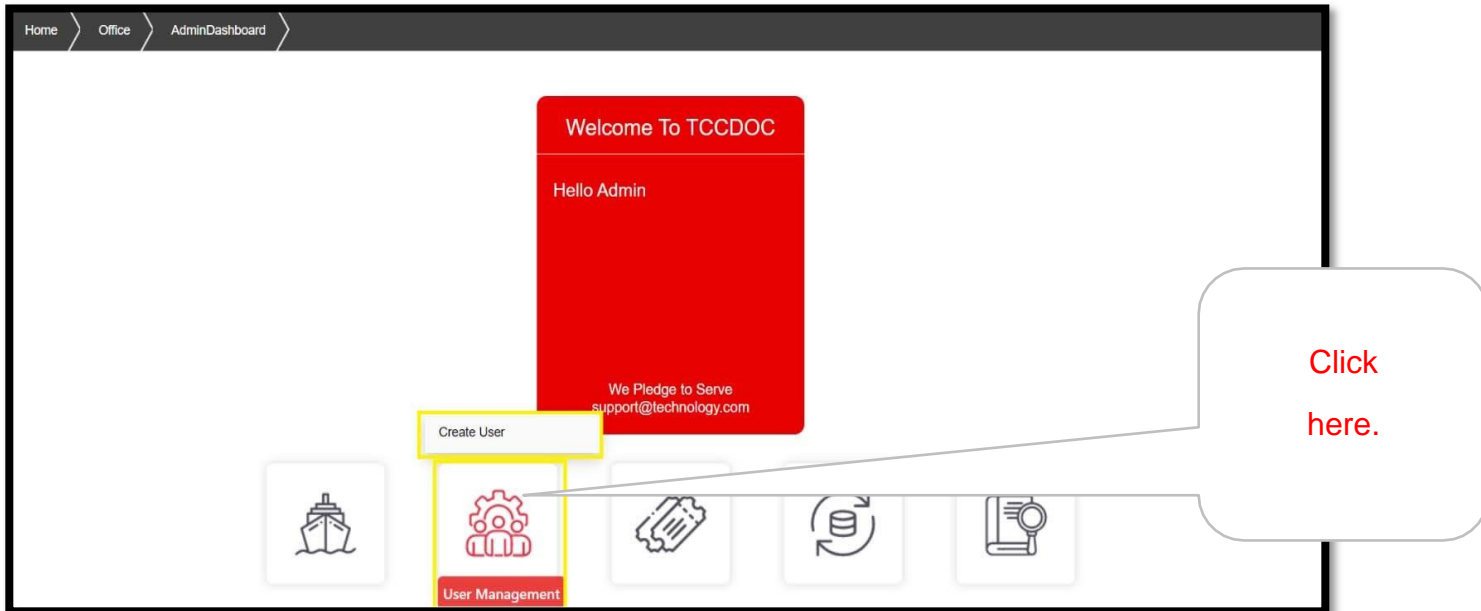 Home Office AdminDashboard
Welcome To TCCDOC
Hello Admin
We Pledge to Serve
support@technology.com
Create User
User Management
Click
here.